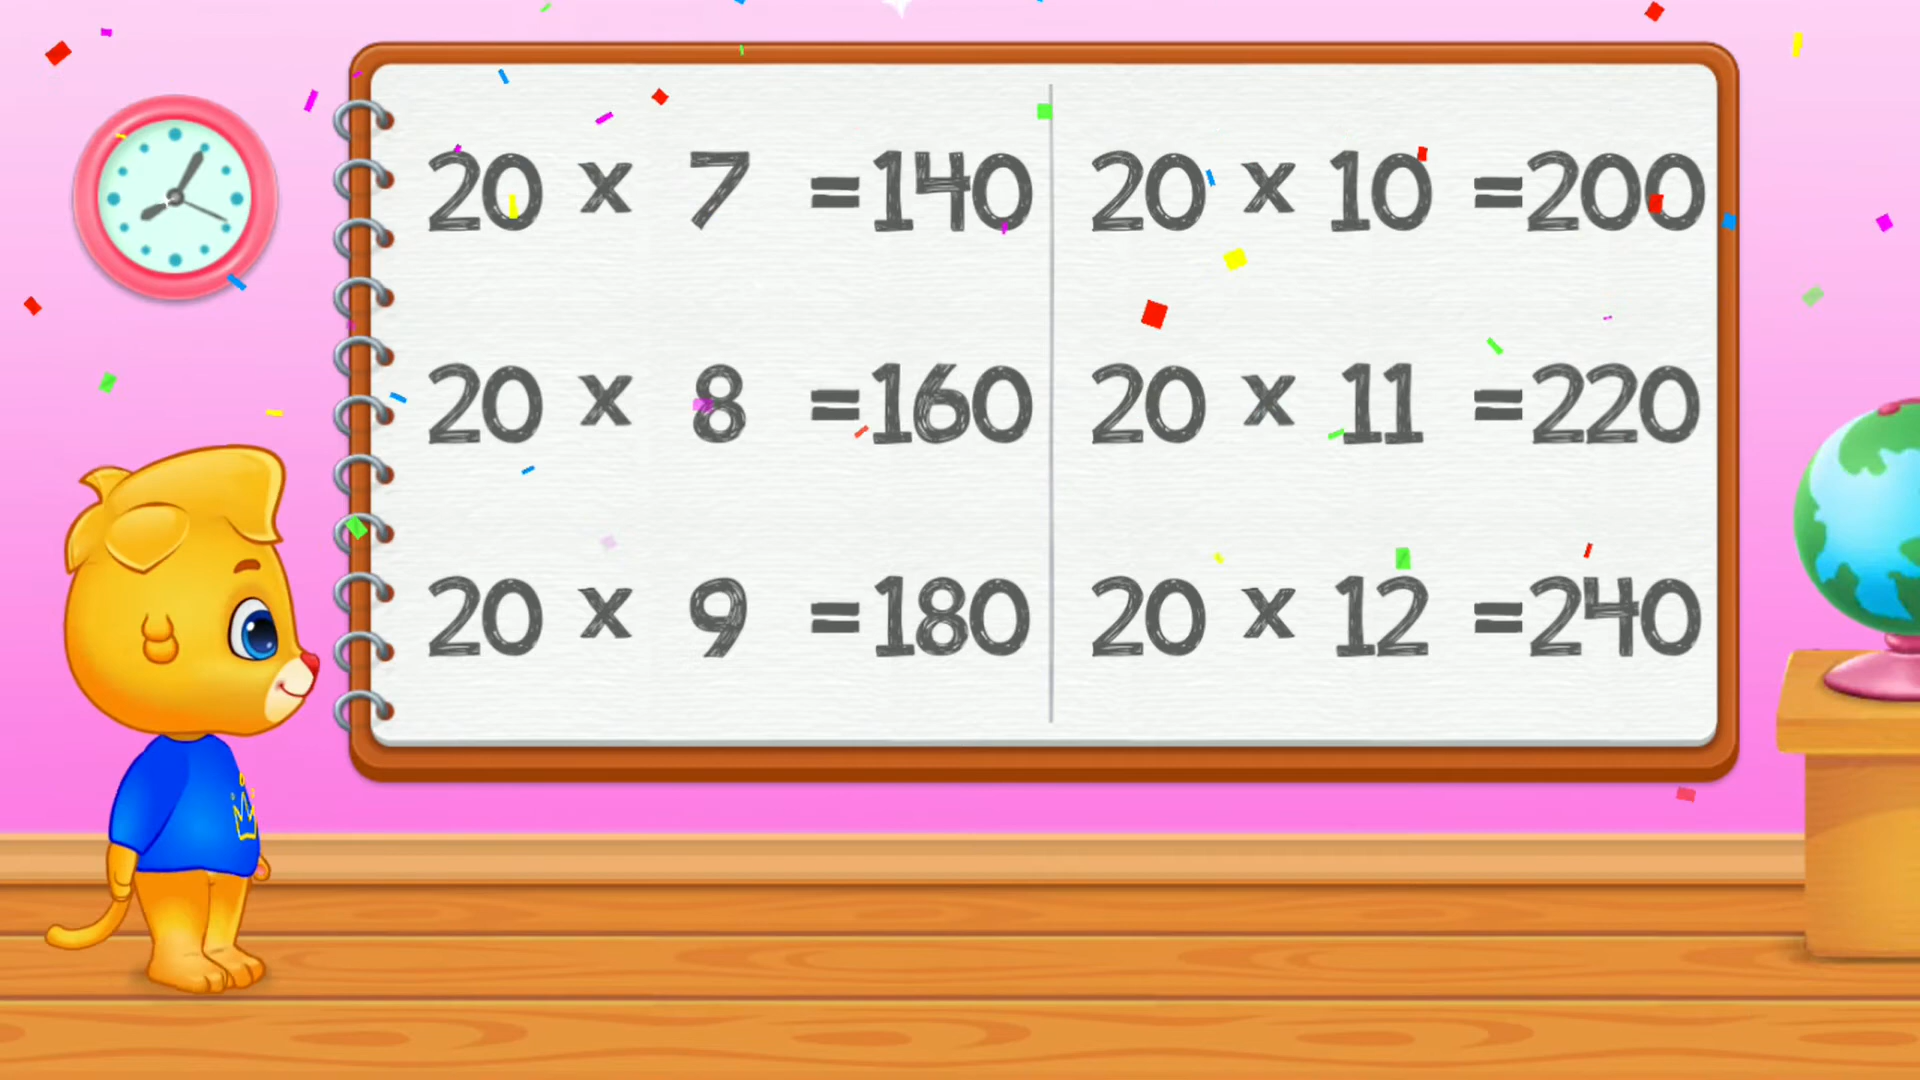 20 x 7 =140
20 x 8 =160
20 x 9 =180
20 x 10 =200
20 x 11 =220
20 x 12 =240